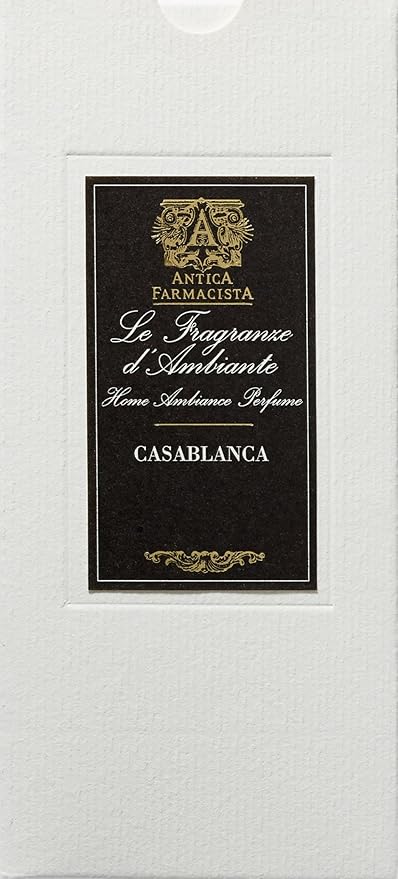 A
ANTICA
FARMACISTA
Le Fragranze
d'Ambiante
Home Ambiance Perfume
CASABLANCA